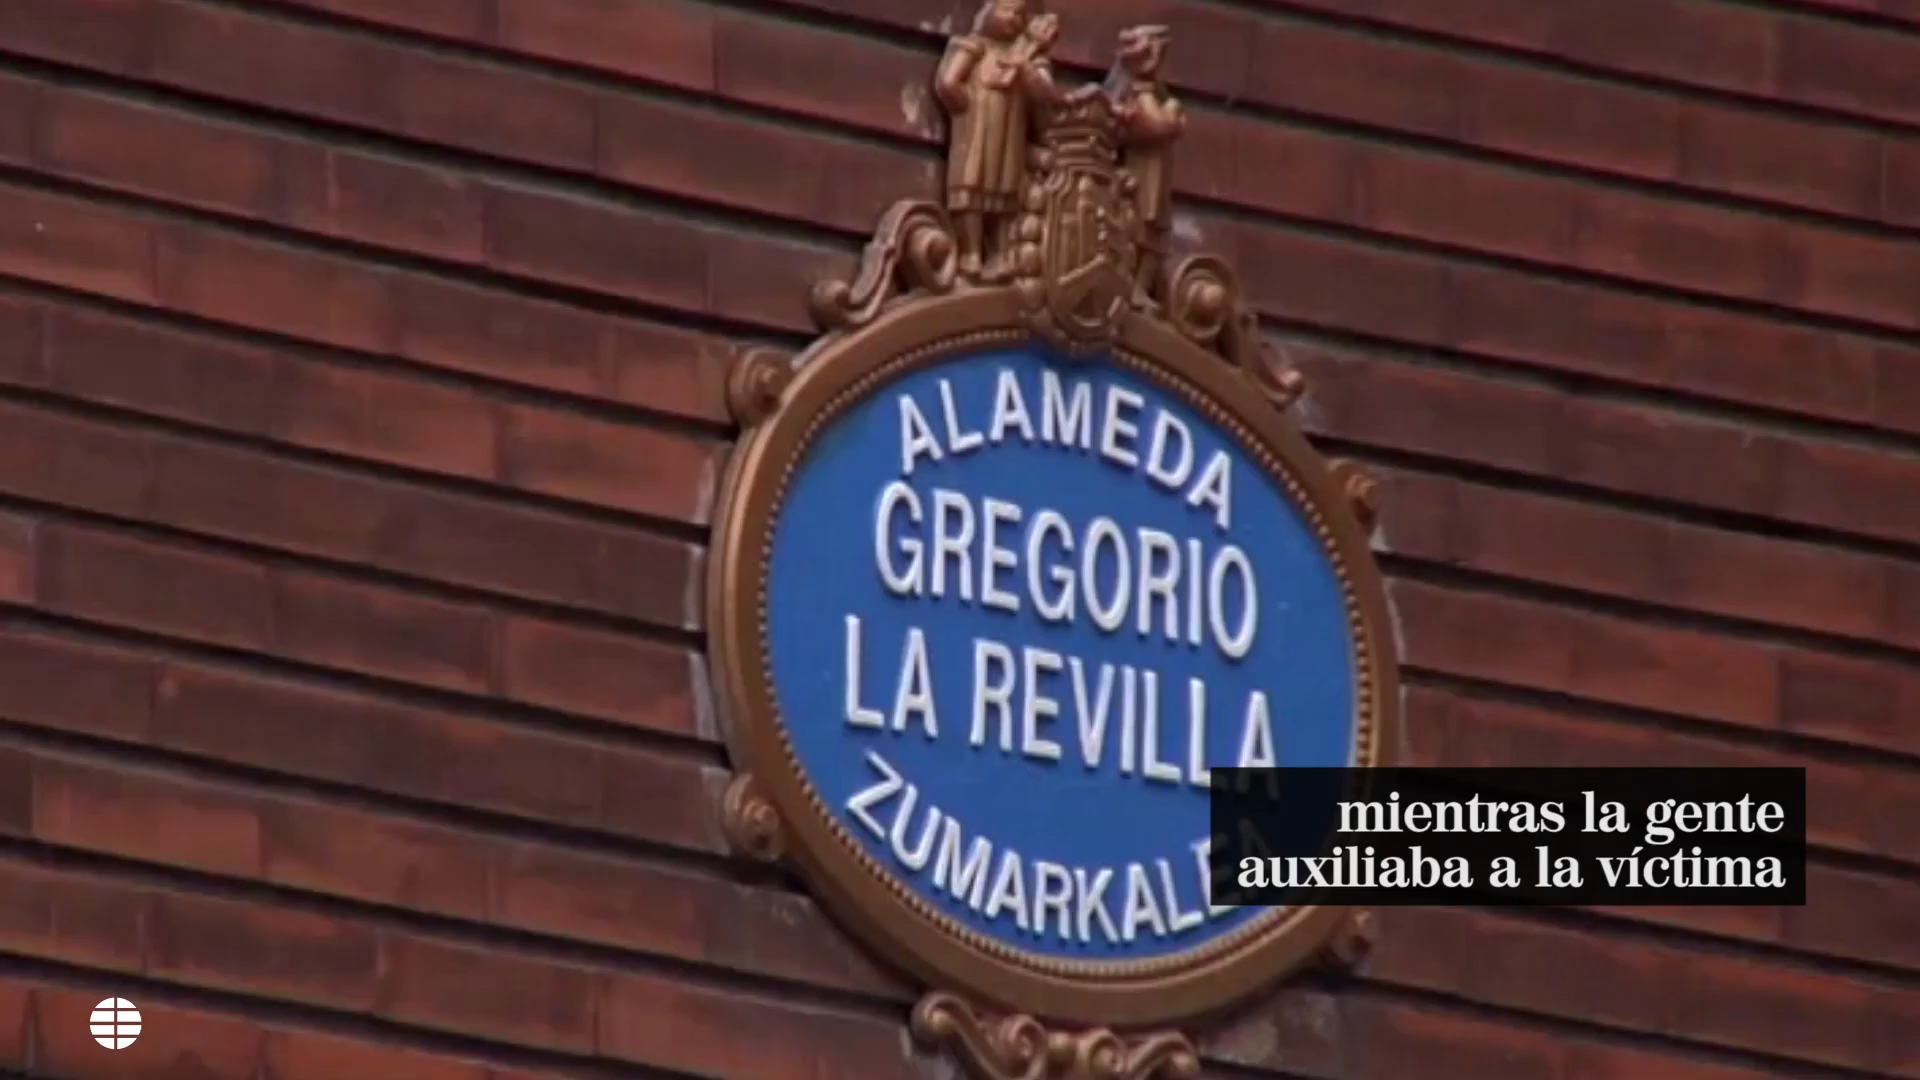 ALAMEDA
GREGORIO
LA REVILLA
ZUMARKALEA
mientras la gente
auxiliaba a la víctima